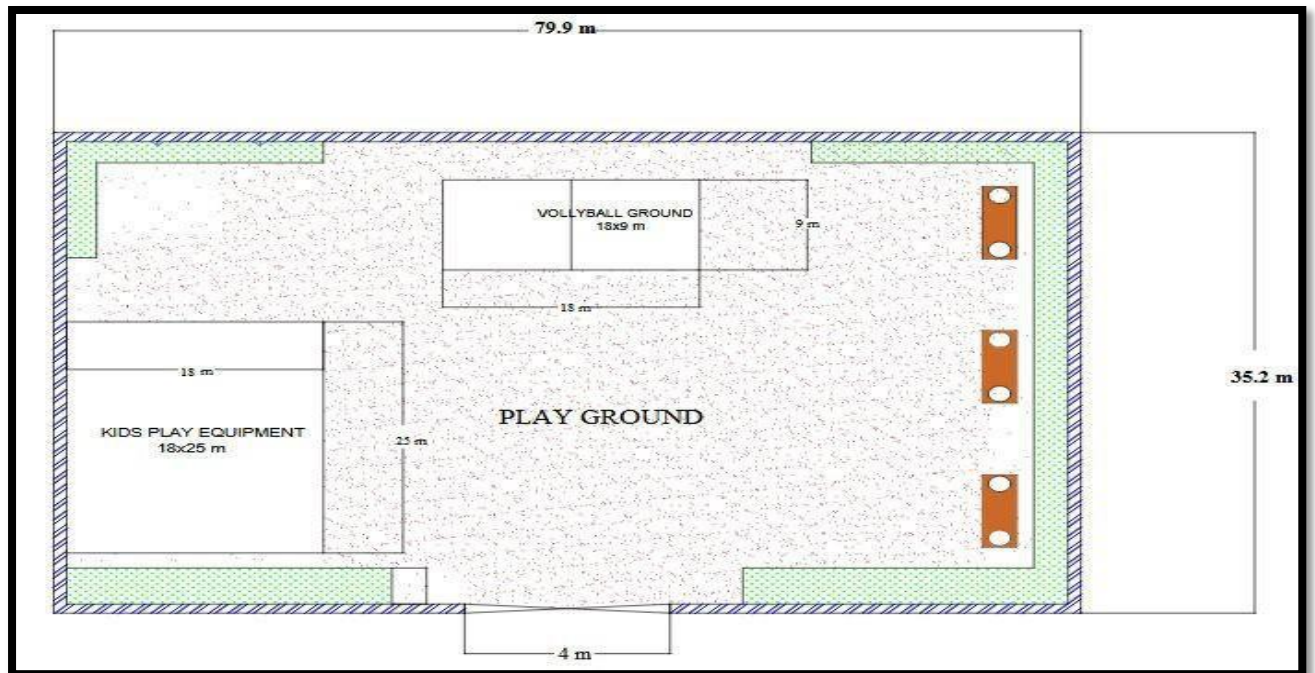 79.9 m
VOLLYBALL GROUND
18x9 m
9 m
18 m
35.2 m
18 m
PLAY GROUND
KIDS PLAY EQUIPMENT
18x25 m
25 m
4 m